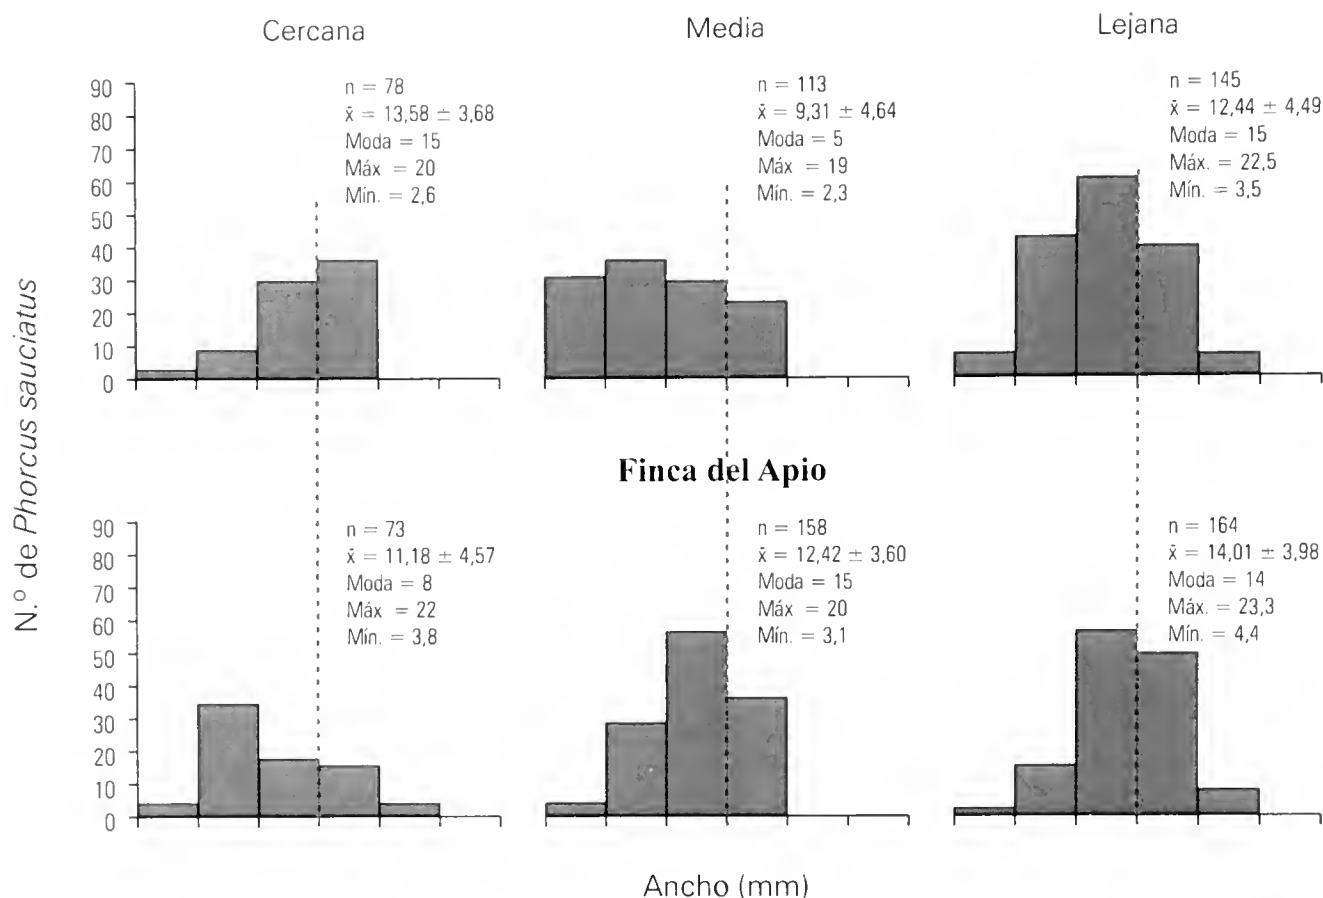 Cercana
Media
Lejana
N.º de Phorcus sauciatus
90
80
70
60
50
40
30
20
10
0
n = 78
x̄ = 13,58 ± 3,68
Moda = 15
Máx = 20
Mín. = 2,6
n = 113
x̄ = 9,31 ± 4,64
Moda = 5
Máx = 19
Mín. = 2,3
n = 145
x̄ = 12,44 ± 4,49
Moda = 15
Máx. = 22,5
Mín. = 3,5
Finca del Apio
90
80
70
60
50
40
30
20
10
0
n = 73
x̄ = 11,18 ± 4,57
Moda = 8
Máx = 22
Mín. = 3,8
n = 158
x̄ = 12,42 ± 3,60
Moda = 15
Máx = 20
Mín. = 3,1
n = 164
x̄ = 14,01 ± 3,98
Moda = 14
Máx. = 23,3
Mín. = 4,4
Ancho (mm)